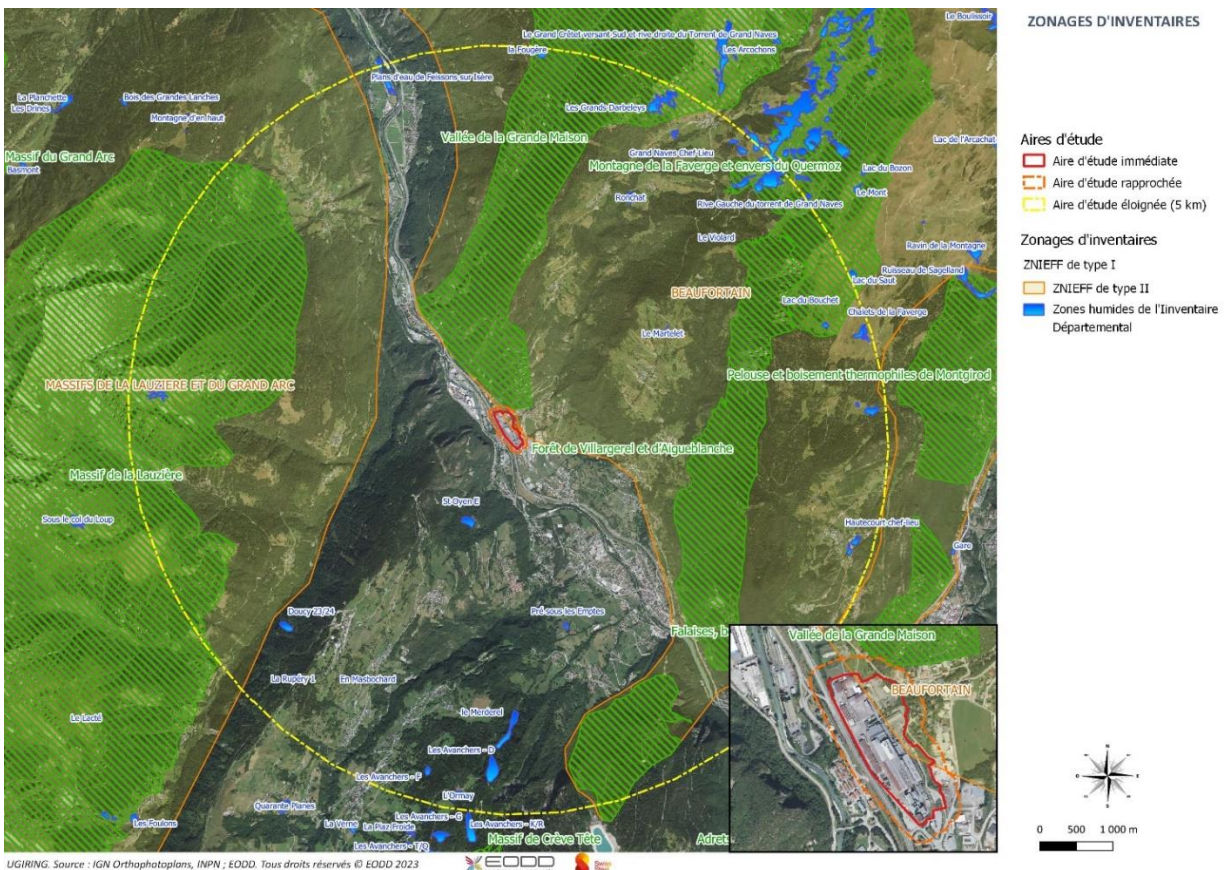 ZONAGES D'INVENTAIRES
Le Boulissoir
Le Grand Crêtet versant Sud et rive droite du Torrent de Grand Naves
la Fougère
Les Arcochons
Plans d'eau de Feissons sur Isère
La Planchette
Les Drines
Bois des Grandes Lanches
Montagne d'en haut
Les Grands Darbeleys
Vallée de la Grande Maison
Lac de l'Arcachat
Massif du Grand Arc
Basmont
Grand Naves Chef-Lieu
Montagne de la Faverge et envers du Quermoz
Lac du Bozon
Le Mont
Ronchat
Rive Gauche du torrent de Grand Naves
Le Violard
Ravin de la Montagne
Ruisseau de Sagelland
Lac du Saut
BEAUFORTAIN
Lac du Bouchet
Chalets de la Faverge
Le Martelet
MASSIFS DE LA LAUZIERE ET DU GRAND ARC
Pelouse et boisement thermophiles de Montgirod
Forêt de Villargerel et d'Aigueblanche
Massif de la Lauzière
St Oyen E
Sous le col du Loup
Hautecourt chef-lieu
Gare
Doucy 23/24
Pré sous les Emptes
Falaises, b
La Rupéry 1
En Masbochard
Le Lacté
le Merderel
Les Avanchers - D
Les Avanchers - F
L'Ormay
Quarante Planes
Les Foulons
La Verne
La Plaz Froide
Les Avanchers - G
Les Avanchers - K/R
Les Avanchers - T/Q
Massif de Crève Tête
Adret
Vallée de la Grande Maison
BEAUFORTAIN
Aires d'étude
Aire d'étude immédiate
Aire d'étude rapprochée
Aire d'étude éloignée (5 km)
Zonages d'inventaires
ZNIEFF de type I
ZNIEFF de type II
Zones humides de l'Iinventaire
Départemental
N
O
E
S
0 500 1 000 m
UGIRING. Source : IGN Orthophotoplans, INPN ; EODD. Tous droits réservés © EODD 2023
EODD